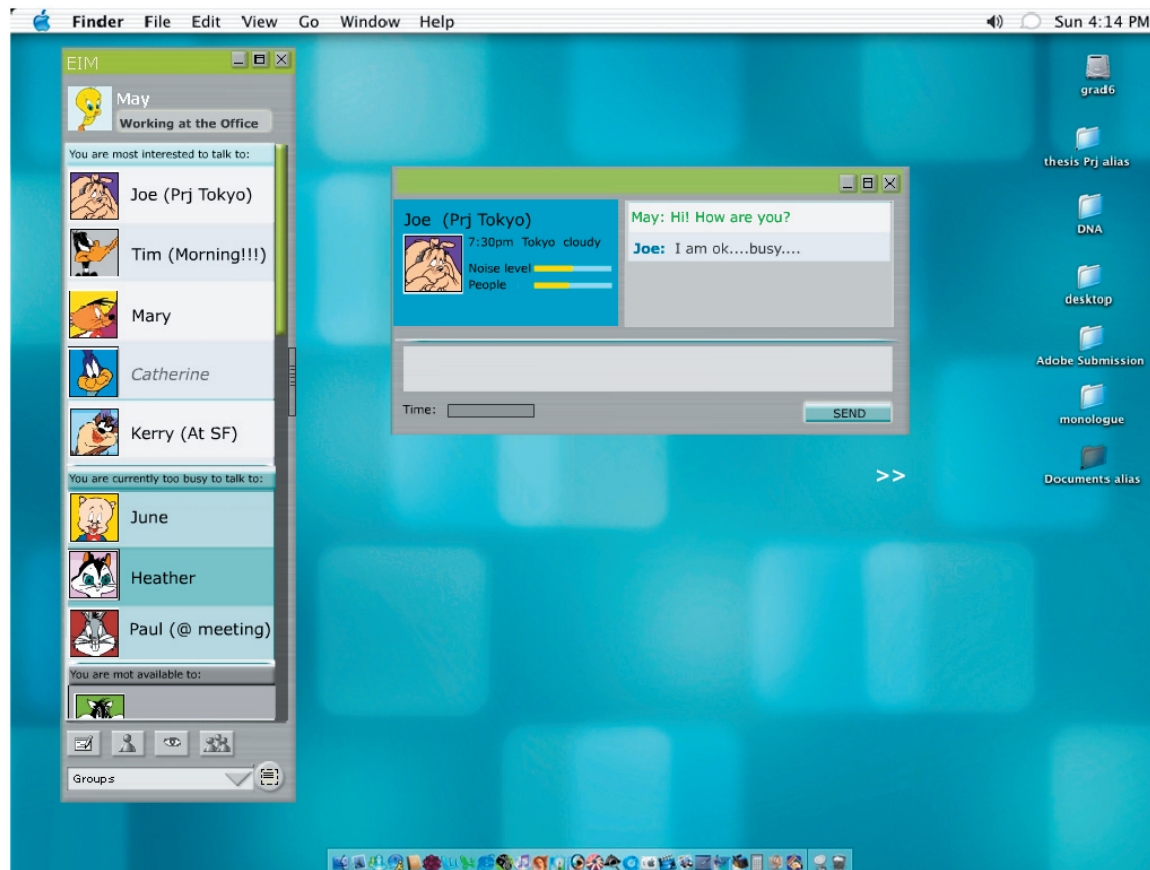 Finder File Edit View Go Window Help Sun 4:14 PM
EIM
May
Working at the Office
You are most interested to talk to:
Joe (Prj Tokyo)
Tim (Morning!!!)
Mary
Catherine
Kerry (At SF)
You are currently too busy to talk to:
June
Heather
Paul (@ meeting)
You are mot available to:
Groups
Joe (Prj Tokyo)
7:30pm Tokyo cloudy
Noise level
People
May: Hi! How are you?
Joe: I am ok....busy....
Time:
SEND
>>
grad6
thesis Prj alias
DNA
desktop
Adobe Submission
monologue
Documents alias